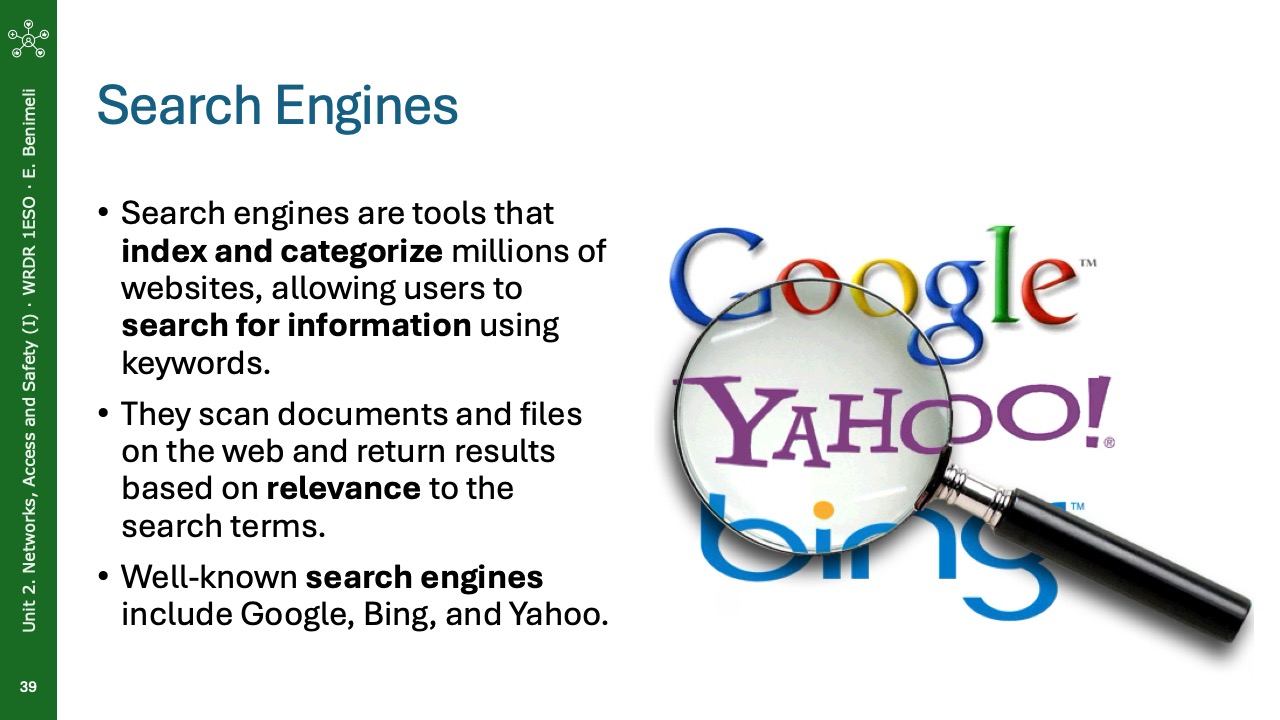 Unit 2. Networks, Access and Safety (I) · WRDR 1ESO · E. Benimeli
39
Search Engines
• Search engines are tools that
index and categorize millions of
websites, allowing users to
search for information using
keywords.
• They scan documents and files
on the web and return results
based on relevance to the
search terms.
• Well-known search engines
include Google, Bing, and Yahoo.
Google™
YAHOO!®
bing™